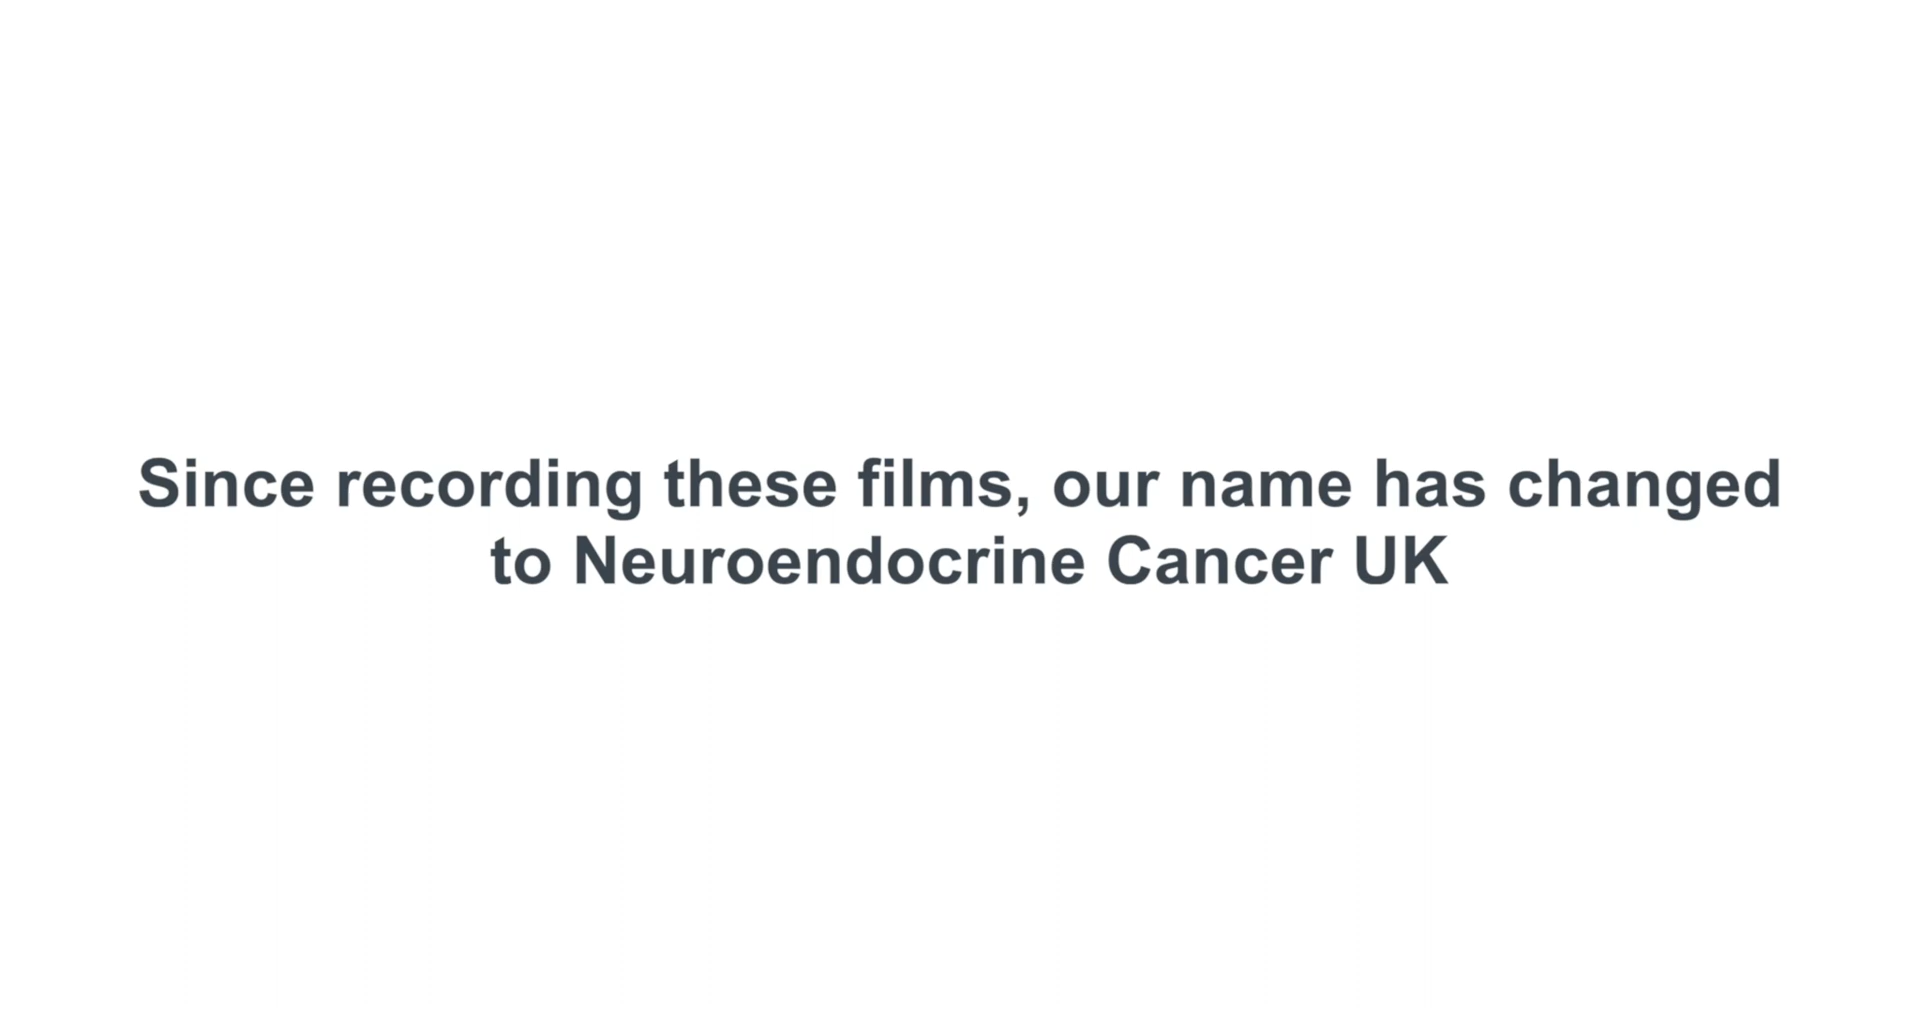 Since recording these films, our name has changed
to Neuroendocrine Cancer UK